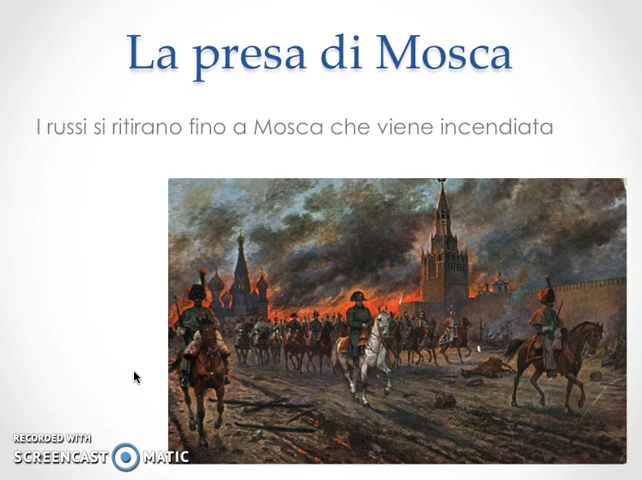 La presa di Mosca
I russi si ritirano fino a Mosca che viene incendiata
RECORDED WITH
SCREENCAST MATIC